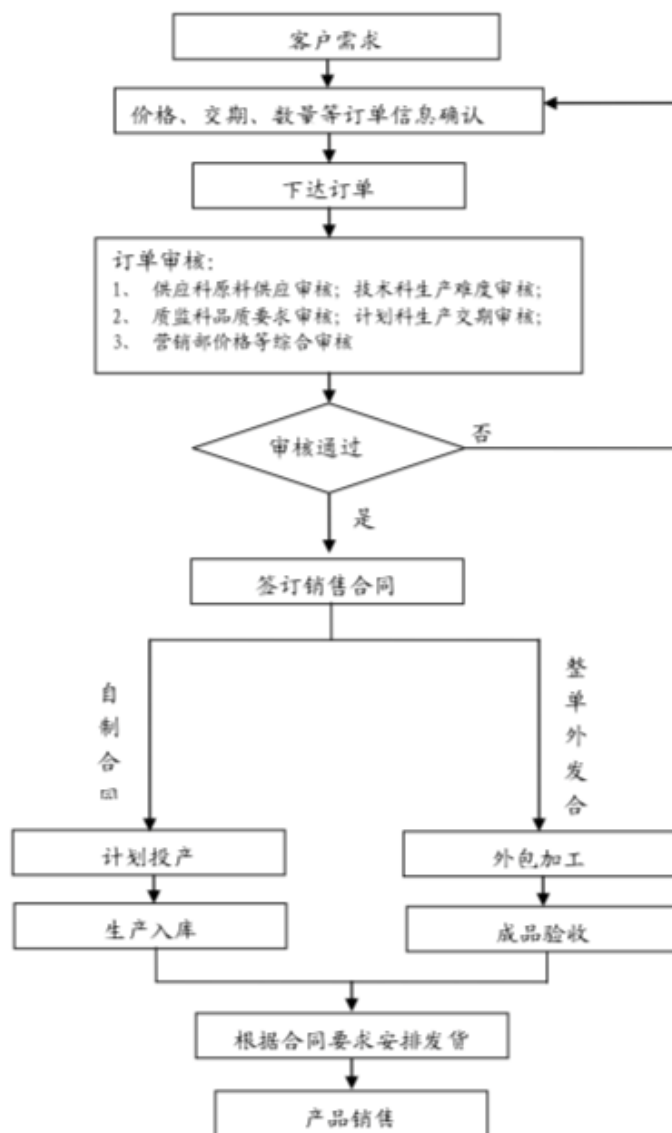 客户需求
价格、交期、数量等订单信息确认
下达订单
订单审核：
1、 供应科原料供应审核；技术科生产难度审核；
2、 质监科品质要求审核；计划科生产交期审核；
3、 营销部价格等综合审核
审核通过
否
是
签订销售合同
自制合
整单外发合
计划投产
外包加工
生产入库
成品验收
根据合同要求安排发货
产品销售